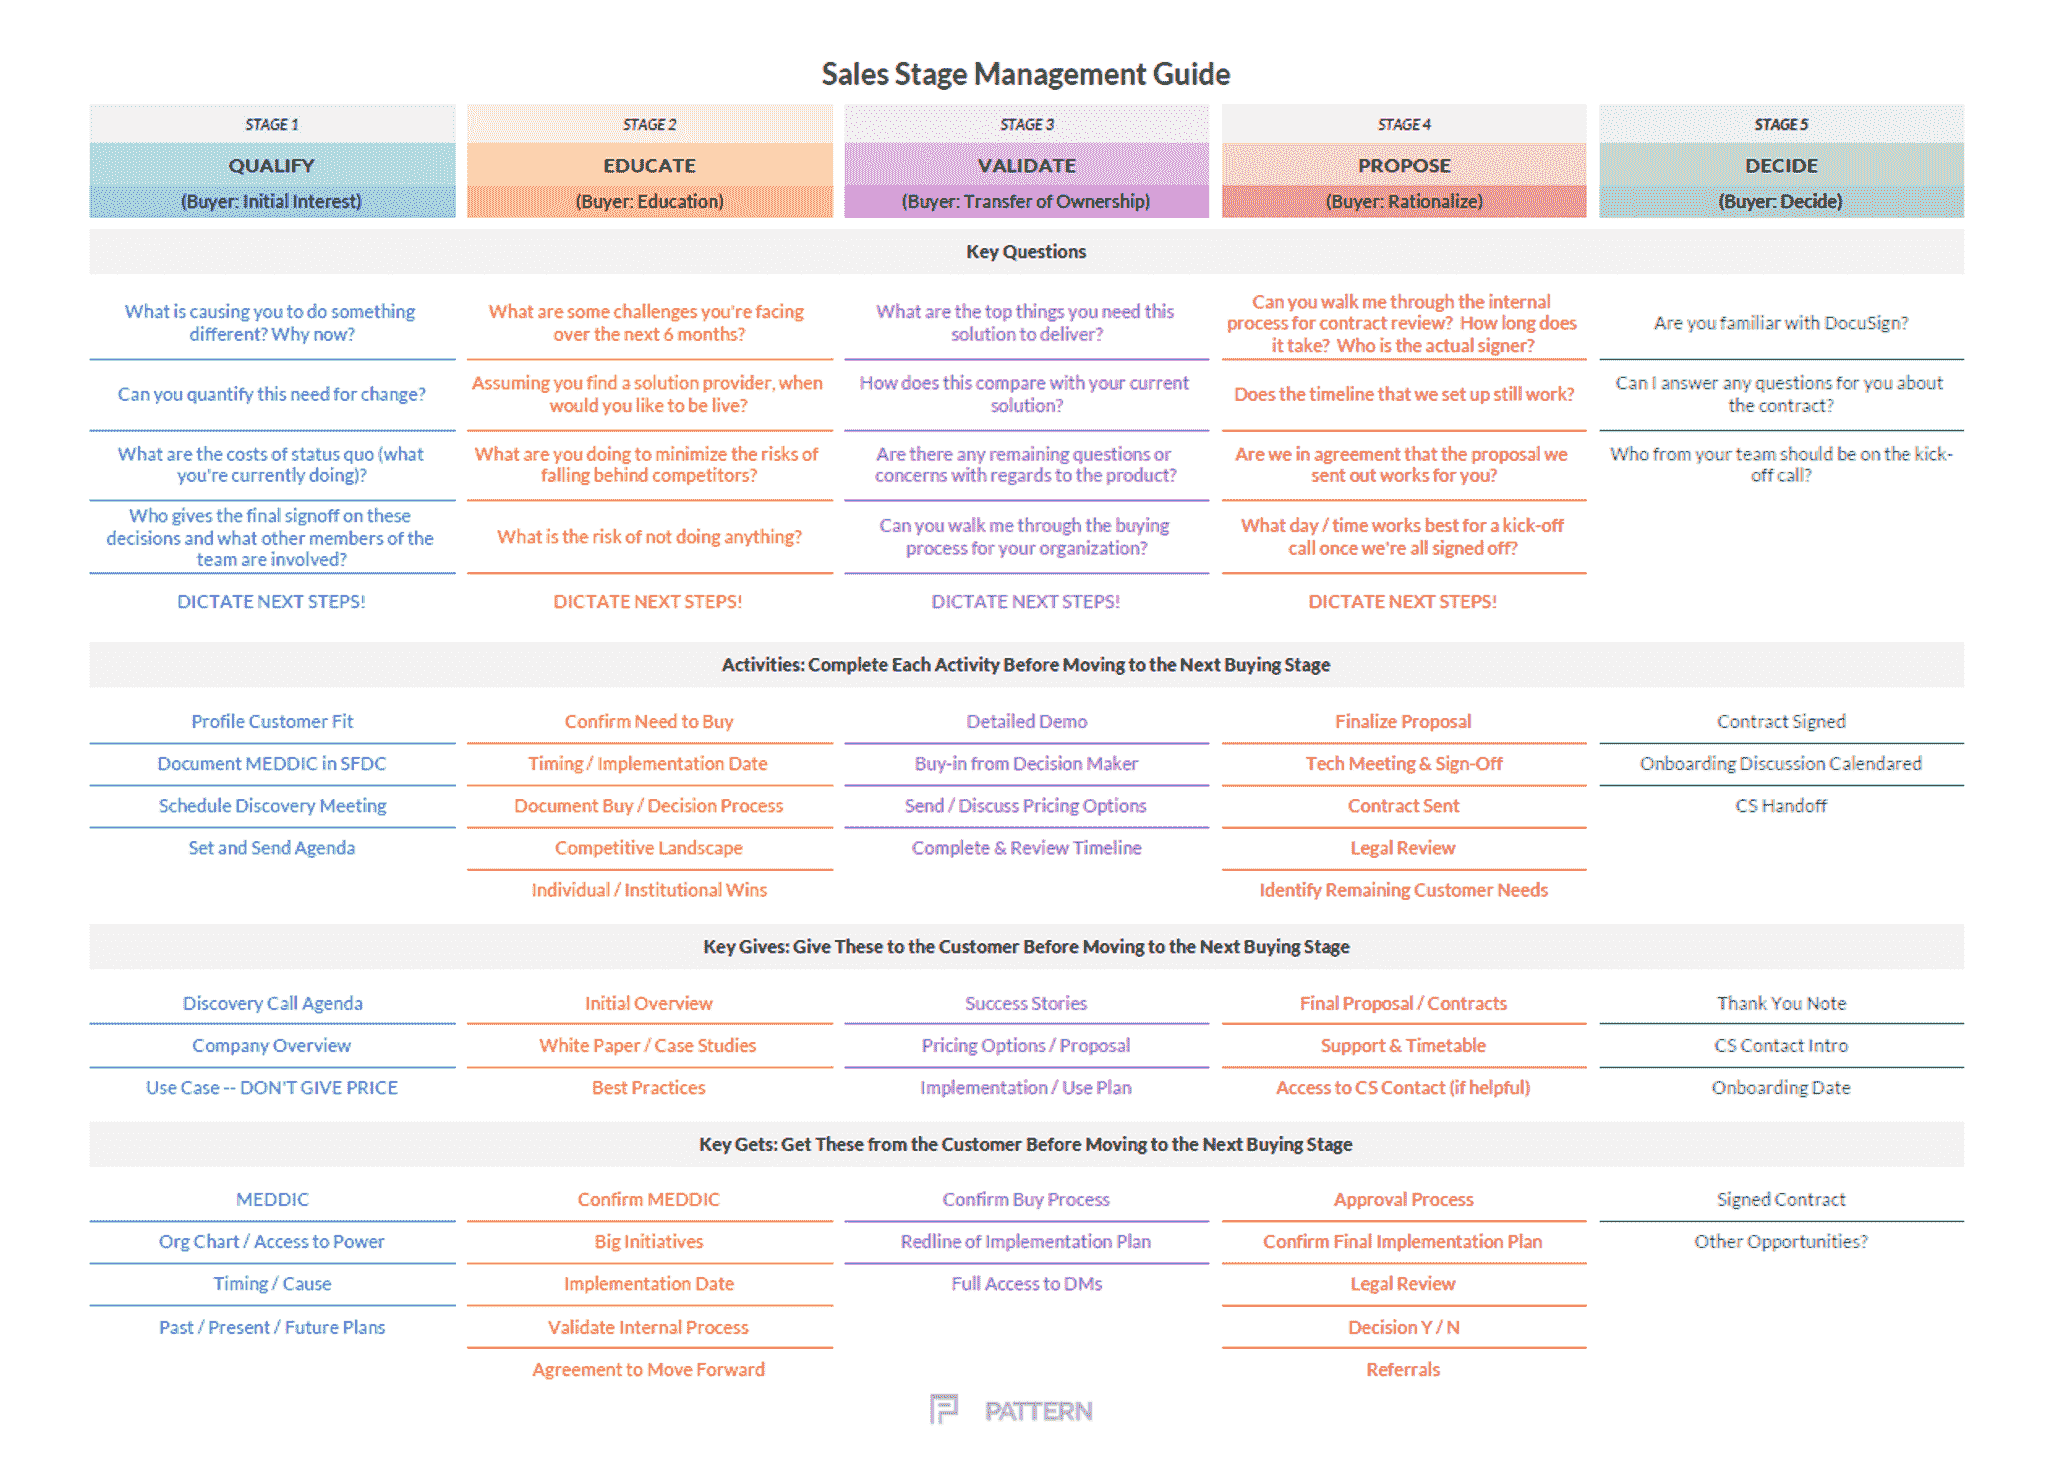 Sales Stage Management Guide
STAGE 1
STAGE 2
STAGE 3
STAGE 4
STAGE 5
QUALIFY
EDUCATE
VALIDATE
PROPOSE
DECIDE
(Buyer: Initial Interest)
(Buyer: Education)
(Buyer: Transfer of Ownership)
(Buyer: Rationalize)
(Buyer: Decide)
Key Questions
What is causing you to do something
different? Why now?
Can you quantify this need for change?
What are the costs of status quo (what
you're currently doing)?
Who gives the final signoff on these
decisions and what other members of the
team are involved?
DICTATE NEXT STEPS!
What are some challenges you're facing
over the next 6 months?
Assuming you find a solution provider, when
would you like to be live?
What are you doing to minimize the risks of
falling behind competitors?
What is the risk of not doing anything?
DICTATE NEXT STEPS!
What are the top things you need this
solution to deliver?
How does this compare with your current
solution?
Are there any remaining questions or
concerns with regards to the product?
Can you walk me through the buying
process for your organization?
DICTATE NEXT STEPS!
Can you walk me through the internal
process for contract review? How long does
it take? Who is the actual signer?
Does the timeline that we set up still work?
Are we in agreement that the proposal we
sent out works for you?
What day / time works best for a kick-off
call once we're all signed off?
DICTATE NEXT STEPS!
Are you familiar with DocuSign?
Can I answer any questions for you about
the contract?
Who from your team should be on the kick-
off call?
Activities: Complete Each Activity Before Moving to the Next Buying Stage
Profile Customer Fit
Document MEDDIC in SFDC
Schedule Discovery Meeting
Set and Send Agenda
Confirm Need to Buy
Timing / Implementation Date
Document Buy / Decision Process
Competitive Landscape
Individual / Institutional Wins
Detailed Demo
Buy-in from Decision Maker
Send / Discuss Pricing Options
Complete & Review Timeline
Finalize Proposal
Tech Meeting & Sign-Off
Contract Sent
Legal Review
Identify Remaining Customer Needs
Contract Signed
Onboarding Discussion Calendared
CS Handoff
Key Gives: Give These to the Customer Before Moving to the Next Buying Stage
Discovery Call Agenda
Company Overview
Use Case -- DON'T GIVE PRICE
Initial Overview
White Paper / Case Studies
Best Practices
Success Stories
Pricing Options / Proposal
Implementation / Use Plan
Final Proposal / Contracts
Support & Timetable
Access to CS Contact (if helpful)
Thank You Note
CS Contact Intro
Onboarding Date
Key Gets: Get These from the Customer Before Moving to the Next Buying Stage
MEDDIC
Org Chart / Access to Power
Timing / Cause
Past / Present / Future Plans
Confirm MEDDIC
Big Initiatives
Implementation Date
Validate Internal Process
Agreement to Move Forward
Confirm Buy Process
Redline of Implementation Plan
Full Access to DMs
Approval Process
Confirm Final Implementation Plan
Legal Review
Decision Y / N
Referrals
Signed Contract
Other Opportunities?
PATTERN